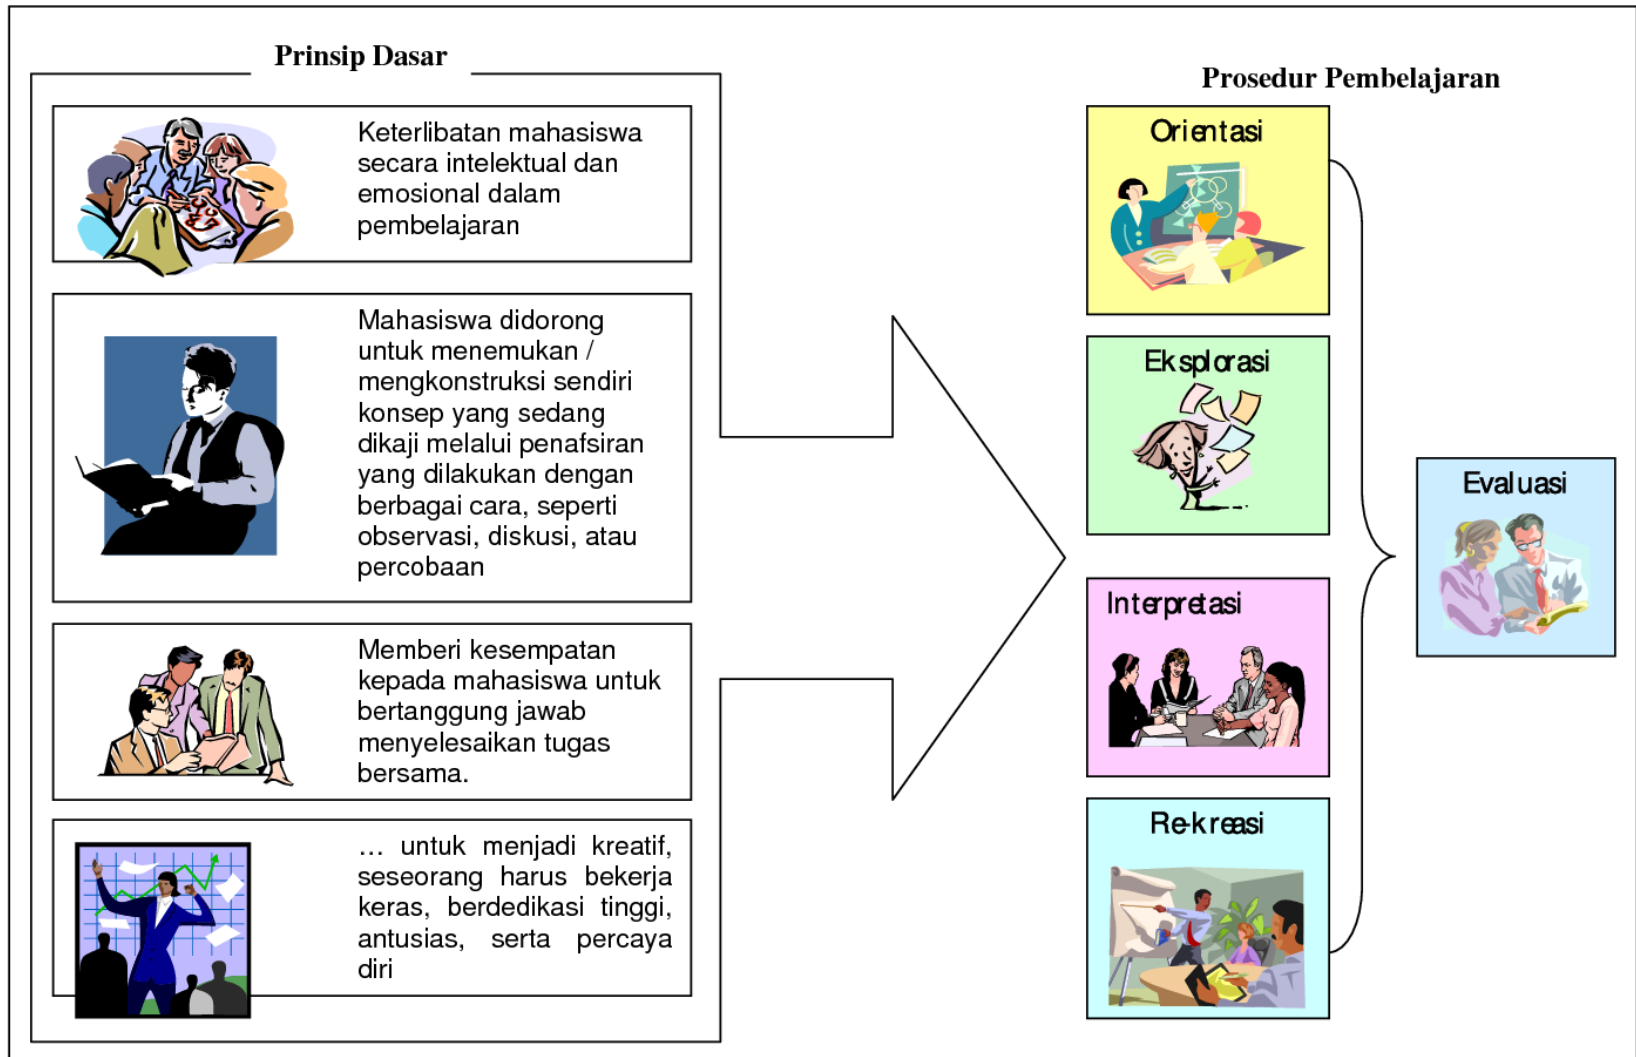 Prinsip Dasar
Keterlibatan mahasiswa
secara intelektual dan
emosional dalam
pembelajaran
Mahasiswa didorong
untuk menemukan /
mengkonstruksi sendiri
konsep yang sedang
dikaji melalui penafsiran
yang dilakukan dengan
berbagai cara, seperti
observasi, diskusi, atau
percobaan
Memberi kesempatan
kepada mahasiswa untuk
bertanggung jawab
menyelesaikan tugas
bersama.
… untuk menjadi kreatif,
seseorang harus bekerja
keras, berdedikasi tinggi,
antusias, serta percaya
diri
Prosedur Pembelajaran
Orientasi
Eksplorasi
Interpretasi
Re-kreasi
Evaluasi